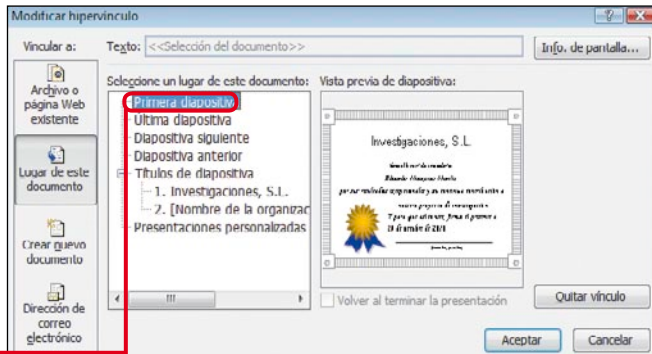 Modificar hipervínculo
Vincular a:
Texto: <<Selección del documento>>
Info. de pantalla...
Archivo o
página Web
existente
Lugar de este
documento
Crear nuevo
documento
Dirección de
correo
electrónico
Seleccione un lugar de este documento:
Primera diapositiva
Última diapositiva
Diapositiva siguiente
Diapositiva anterior
Títulos de diapositiva
1. Investigaciones, S.L.
2. [Nombre de la organizac
Presentaciones personalizadas
Vista previa de diapositiva:
Investigaciones, S.L.
Volver al terminar la presentación
Quitar vínculo
Aceptar
Cancelar